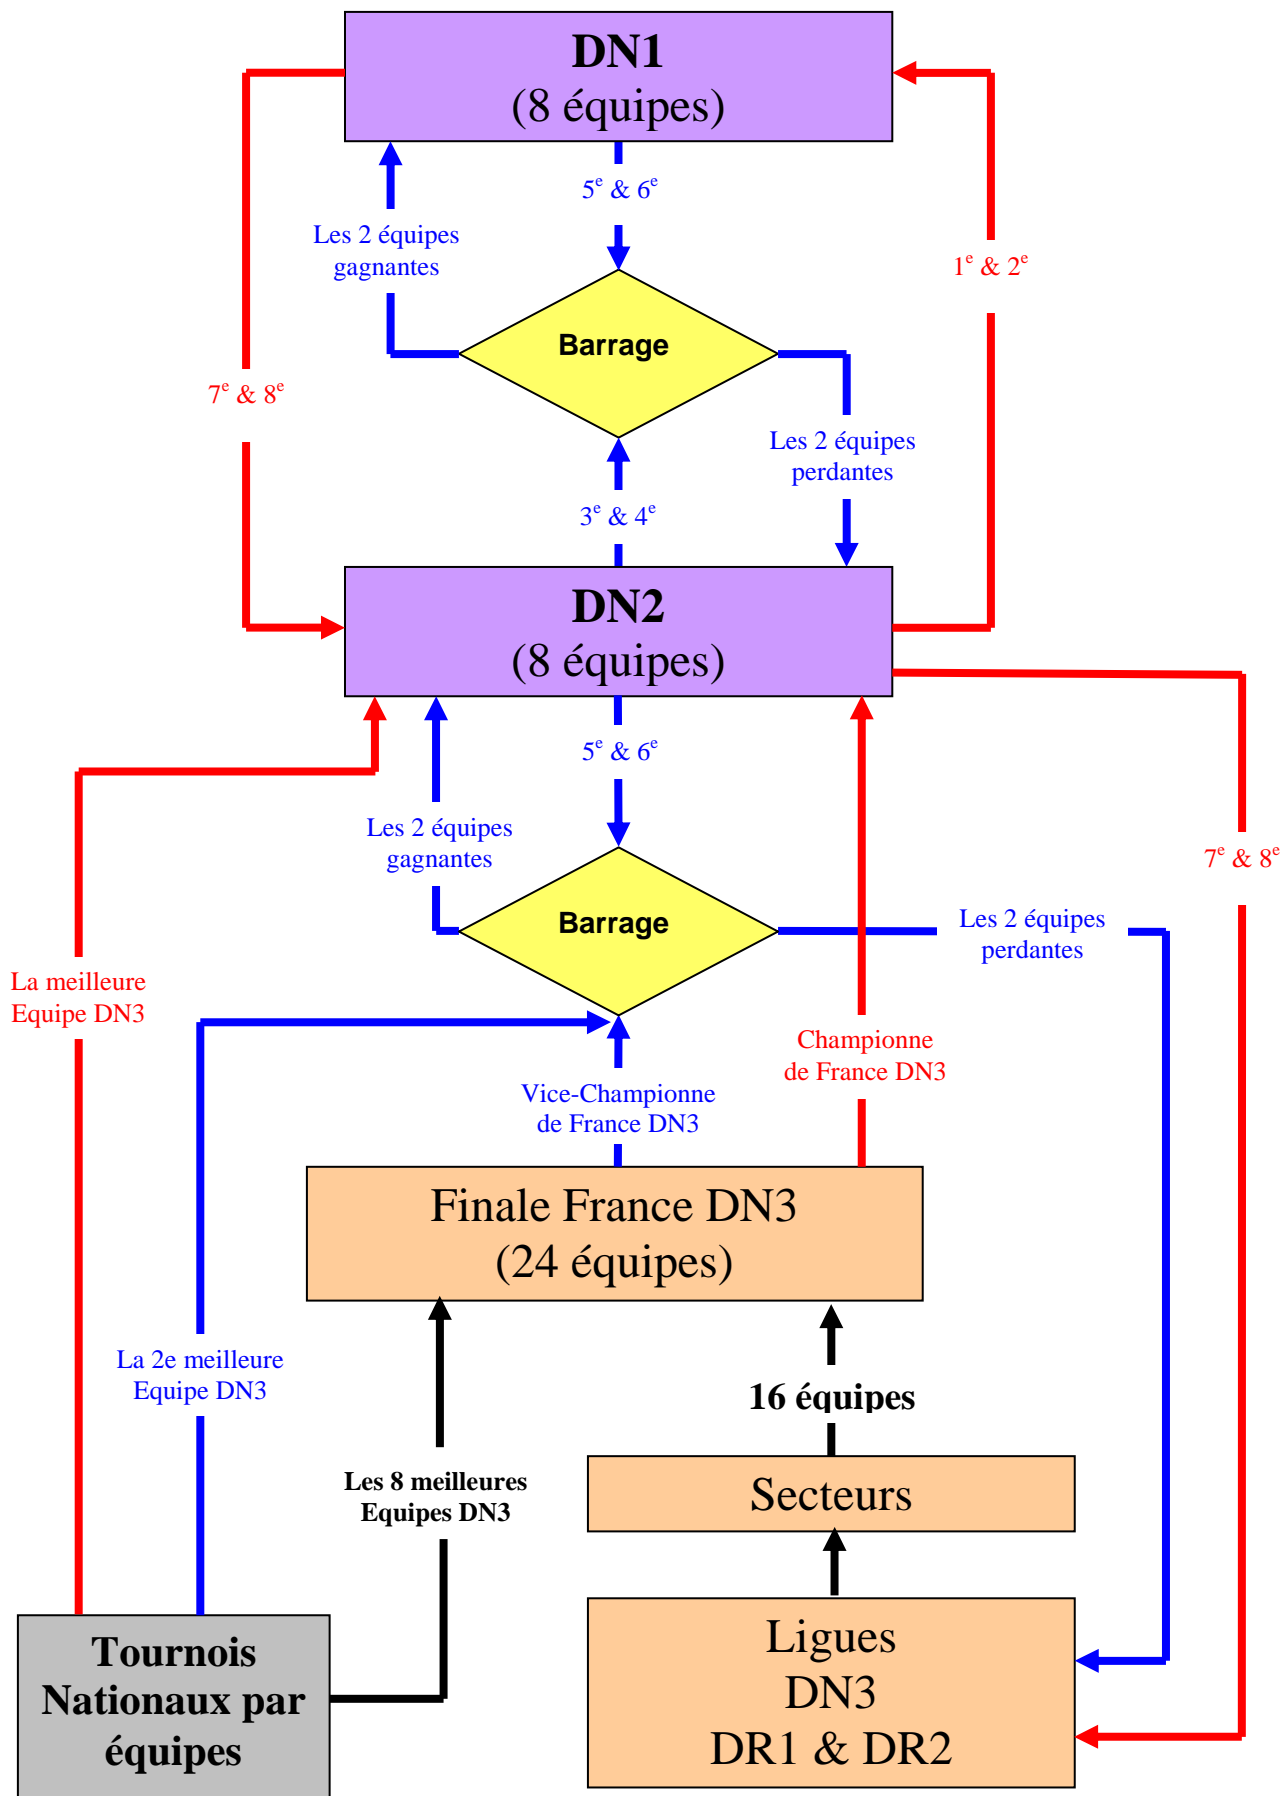 DN1
(8 équipes)
5e & 6e
Les 2 équipes
gagnantes
1e & 2e
Barrage
7e & 8e
Les 2 équipes
perdantes
3e & 4e
DN2
(8 équipes)
5e & 6e
Les 2 équipes
gagnantes
7e & 8e
Barrage
Les 2 équipes
perdantes
La meilleure
Equipe DN3
Championne
de France DN3
Vice-Championne
de France DN3
Finale France DN3
(24 équipes)
La 2e meilleure
Equipe DN3
16 équipes
Les 8 meilleures
Equipes DN3
Secteurs
Ligues
DN3
DR1 & DR2
Tournois
Nationaux par
équipes